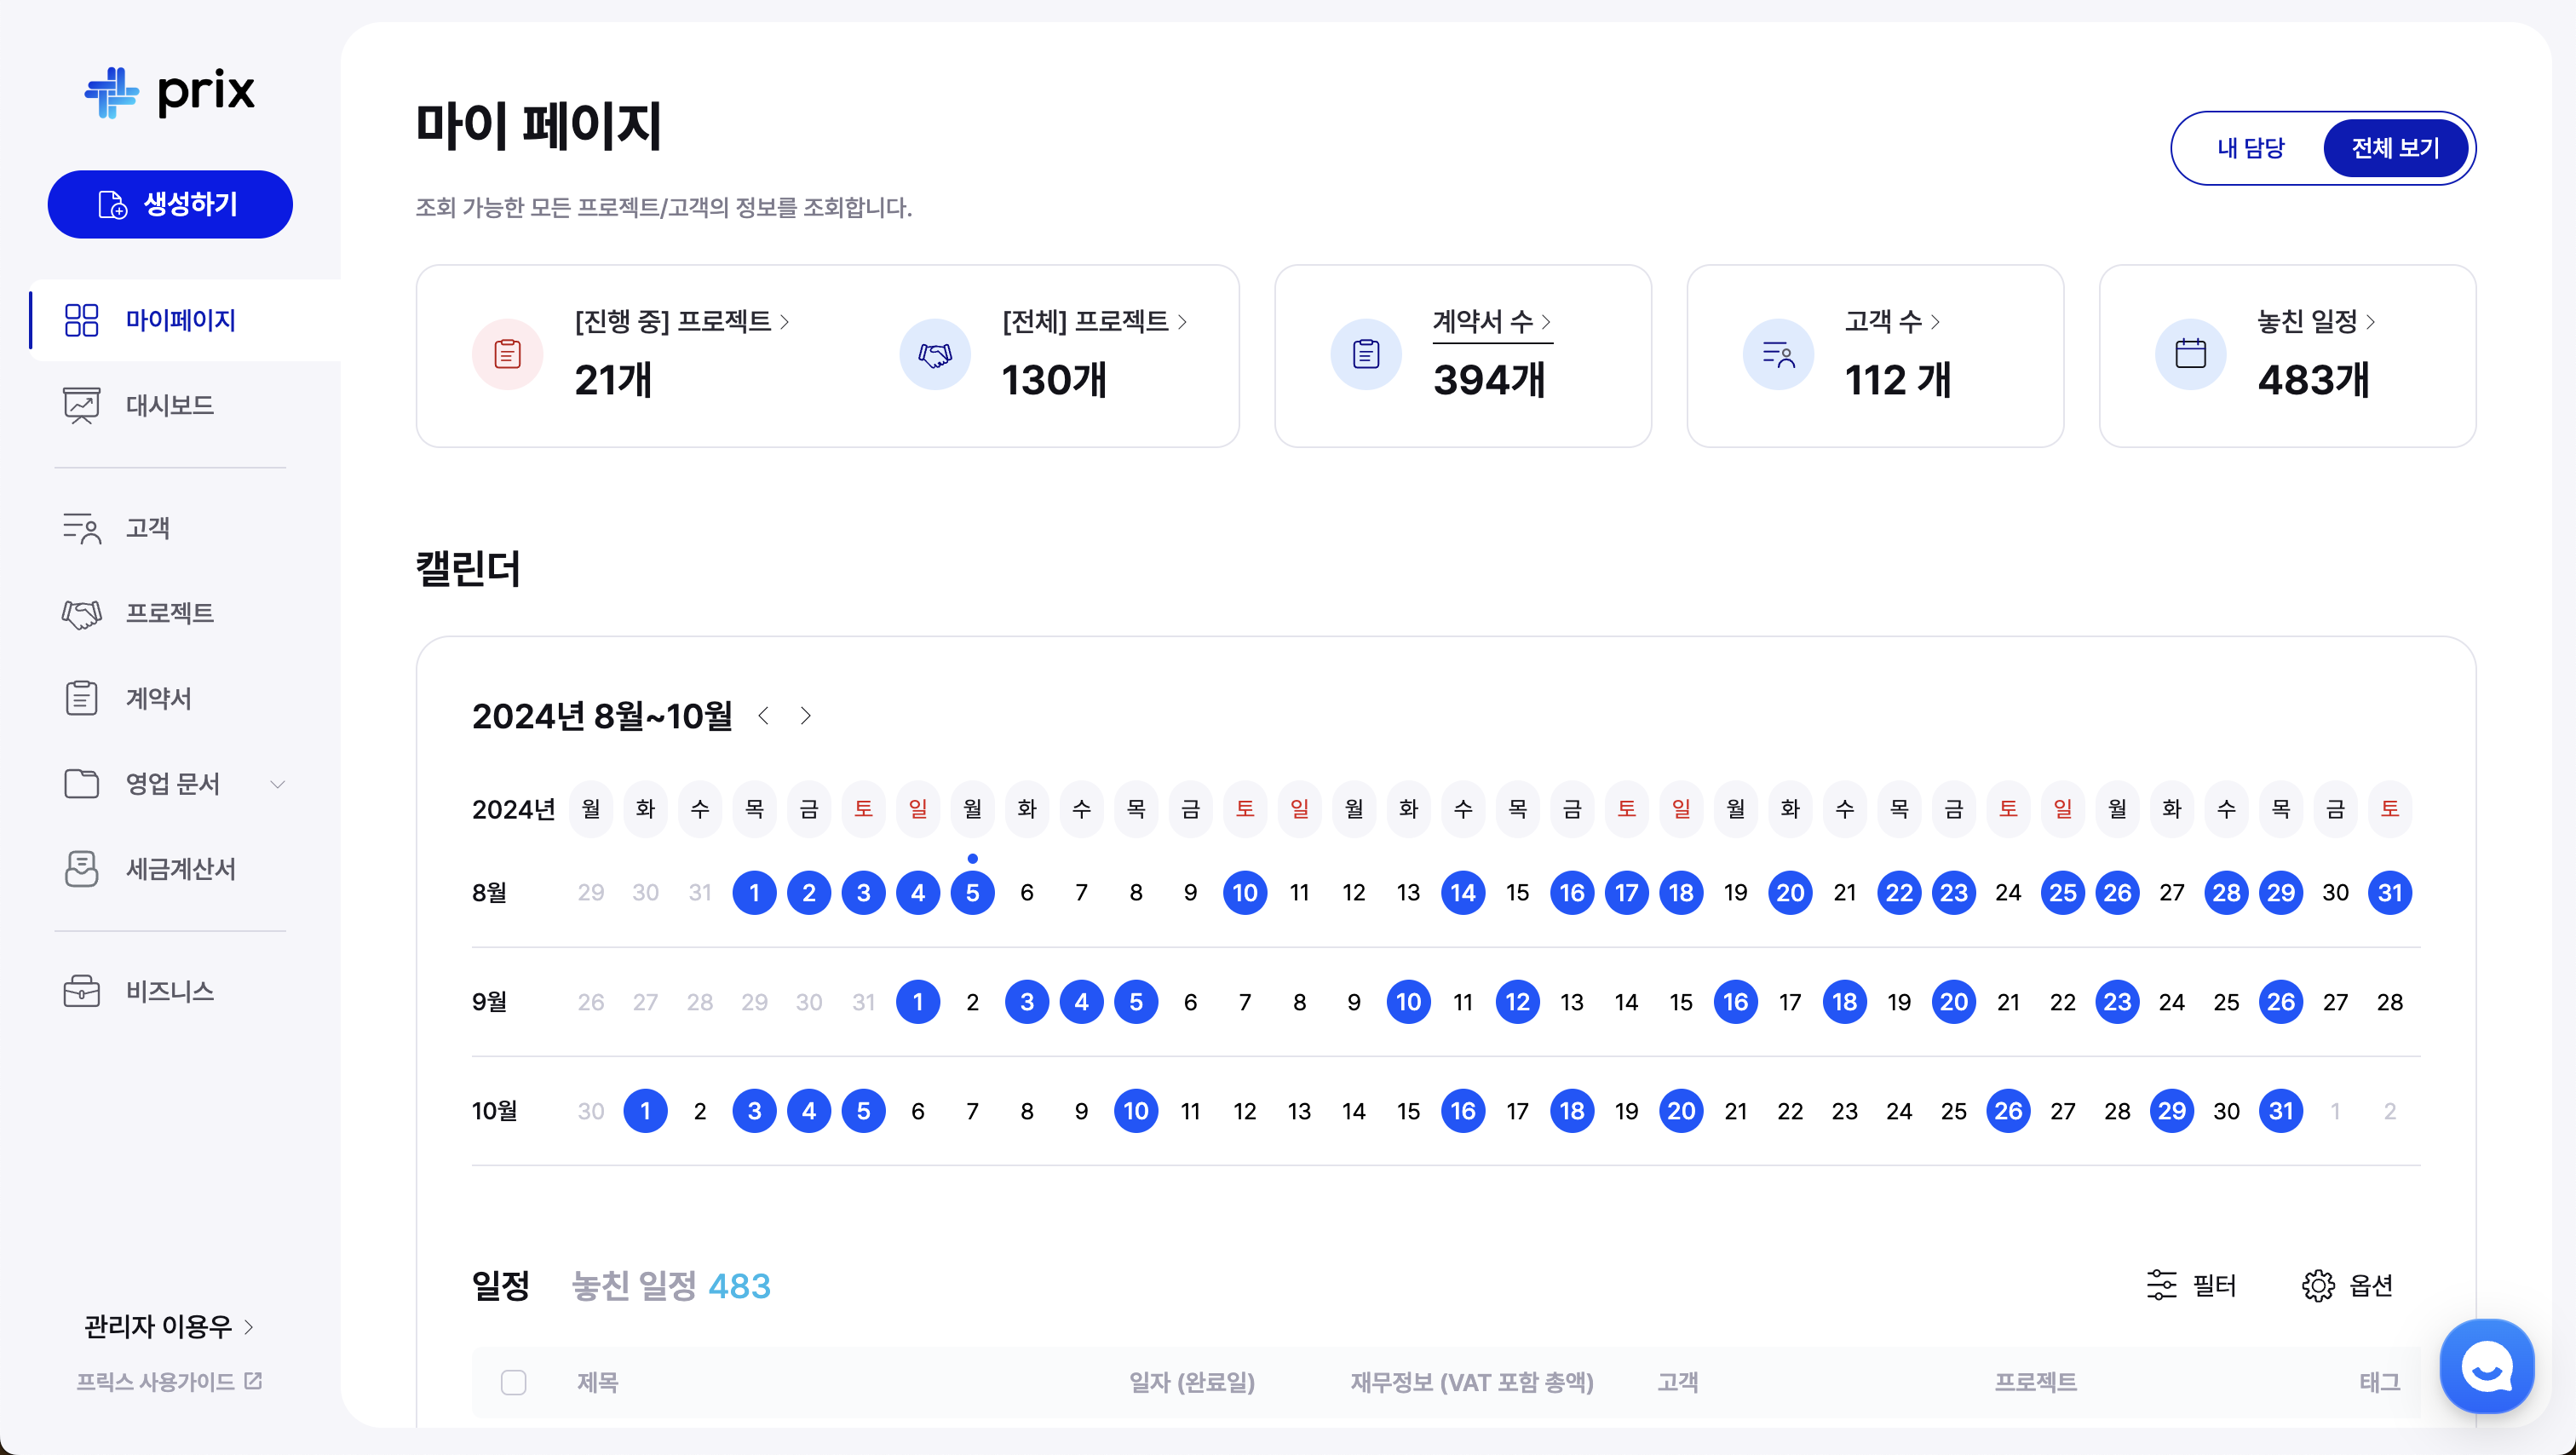 prix
생성하기
마이페이지
대시보드
고객
프로젝트
계약서
영업 문서
세금계산서
비즈니스
관리자 이용우
프릭스 사용가이드
마이 페이지
조회 가능한 모든 프로젝트/고객의 정보를 조회합니다.
내 담당 전체 보기
[진행 중] 프로젝트
21개
[전체] 프로젝트
130개
계약서 수
394개
고객 수
112 개
놓친 일정
483개
캘린더
2024년 8월~10월
2024년 월 화 수 목 금 토 일 월 화 수 목 금 토 일 월 화 수 목 금 토 일 월 화 수 목 금 토 일 월 화 수 목 금 토
8월 29 30 31 1 2 3 4 5 6 7 8 9 10 11 12 13 14 15 16 17 18 19 20 21 22 23 24 25 26 27 28 29 30 31
9월 26 27 28 29 30 31 1 2 3 4 5 6 7 8 9 10 11 12 13 14 15 16 17 18 19 20 21 22 23 24 25 26 27 28
10월 30 1 2 3 4 5 6 7 8 9 10 11 12 13 14 15 16 17 18 19 20 21 22 23 24 25 26 27 28 29 30 31 1 2
일정 놓친 일정 483 필터 옵션
제목 일자 (완료일) 재무정보 (VAT 포함 총액) 고객 프로젝트 태그